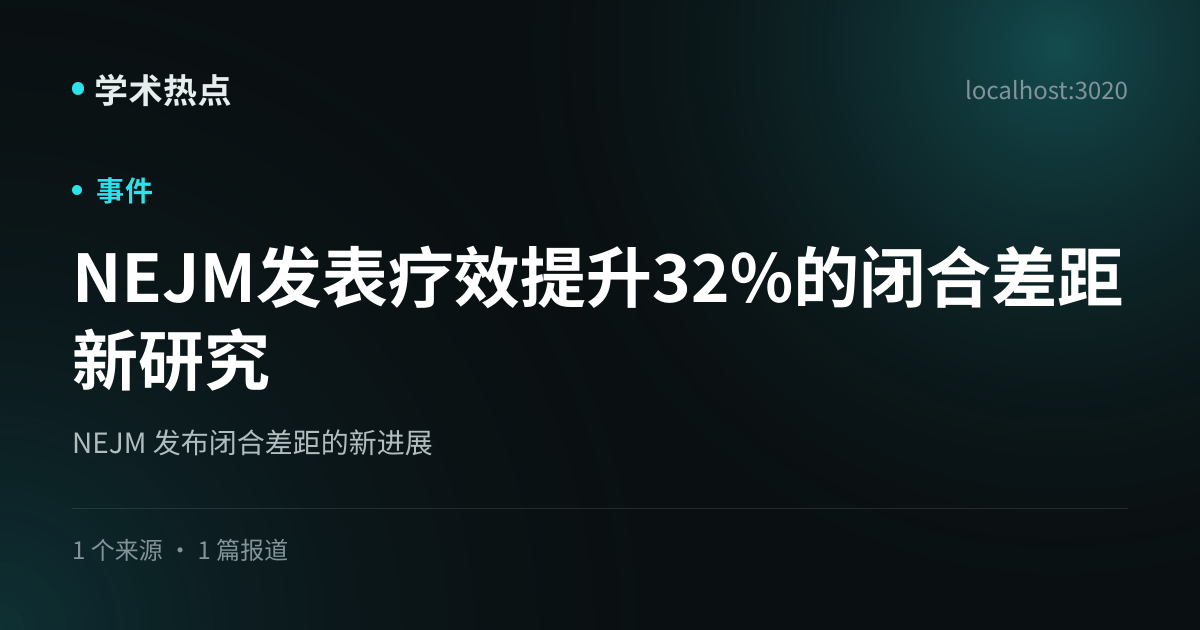 学术热点
localhost:3020
事件
NEJM发表疗效提升32%的闭合差距
新研究
NEJM 发布闭合差距的新进展
1 个来源 · 1 篇报道